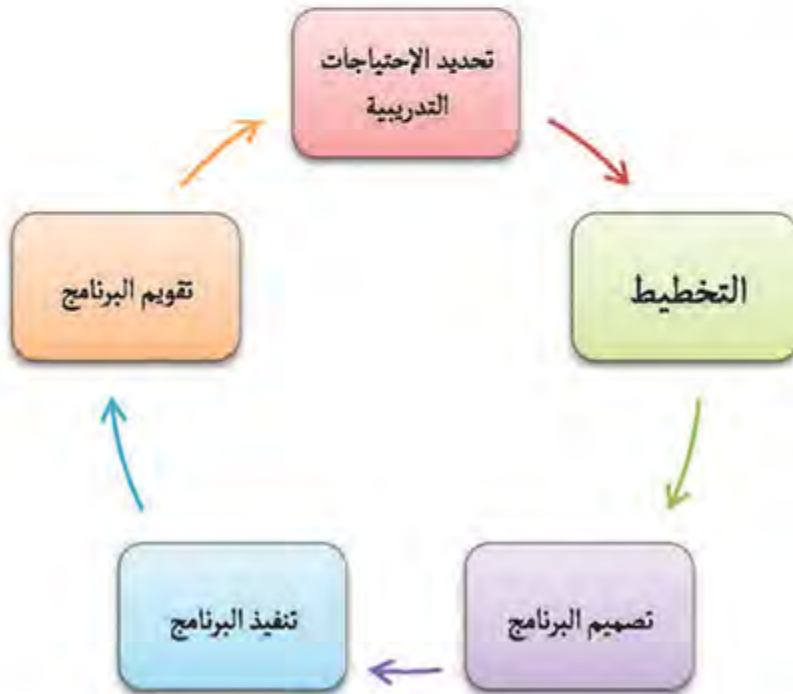 تحديد الإحتياجات
التدريبية
التخطيط
تصميم البرنامج
تنفيذ البرنامج
تقويم البرنامج